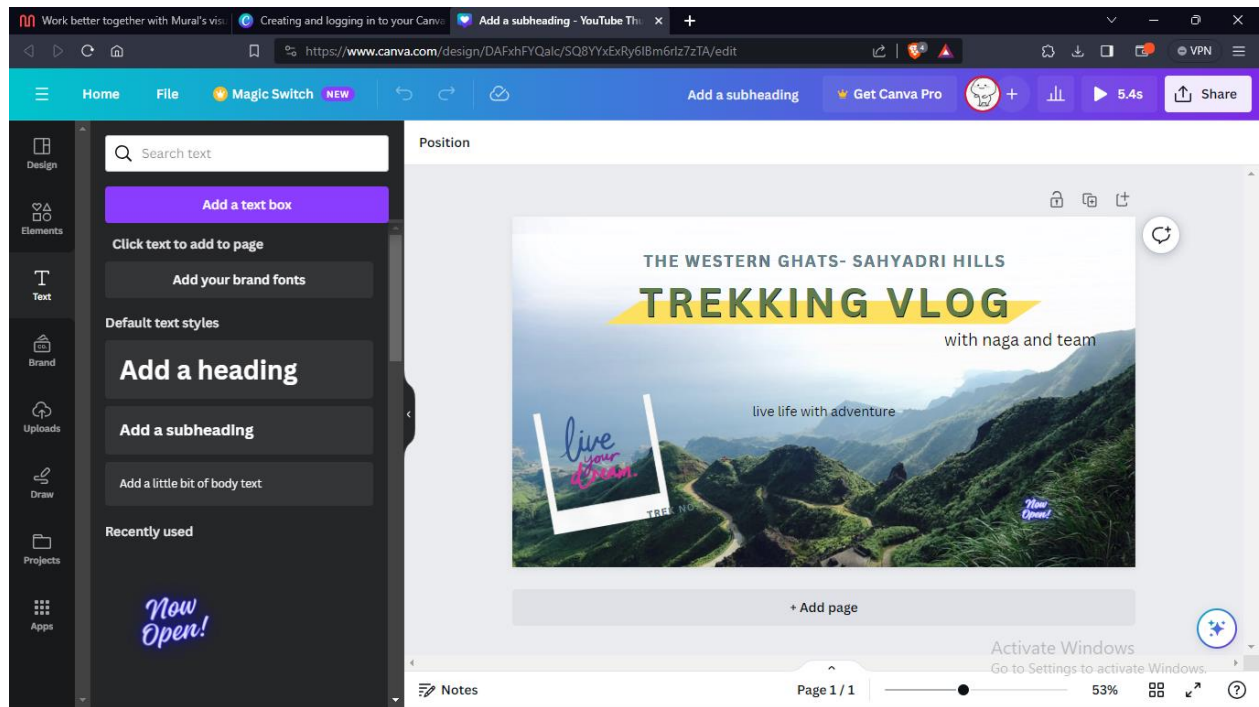 Work better together with Mural's visu
Creating and logging in to your Canva
Add a subheading - YouTube Thu
https://www.canva.com/design/DAFxhFYQalc/SQ8YYxExRy6IBm6rIz7zTA/edit
VPN
Home
File
Magic Switch
NEW
Add a subheading
Get Canva Pro
5.4s
Share
Design
Elements
Text
Brand
Uploads
Draw
Projects
Apps
Search text
Add a text box
Click text to add to page
Add your brand fonts
Default text styles
Add a heading
Add a subheading
Add a little bit of body text
Recently used
Now
Open!
Position
THE WESTERN GHATS- SAHYADRI HILLS
TREKKING VLOG
with naga and team
live life with adventure
live
your
dream.
TREK NO
Now
Open!
+ Add page
Activate Windows
Go to Settings to activate Windows.
Notes
Page 1 / 1
53%